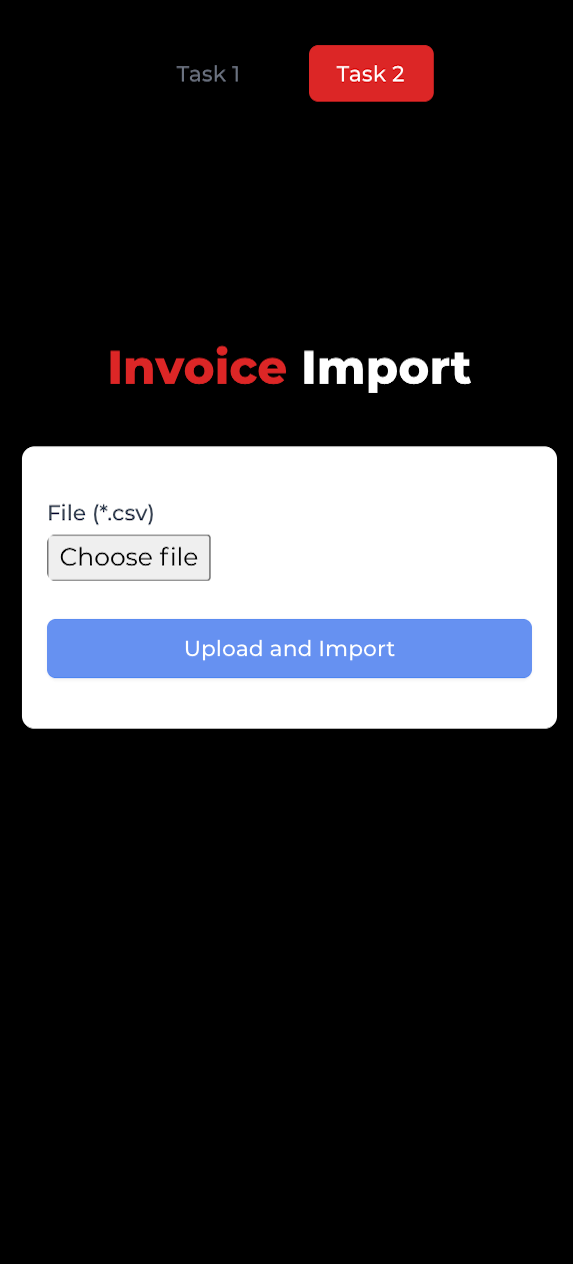 Task 1 Task 2
Invoice Import
File (*.csv)
Choose file
Upload and Import